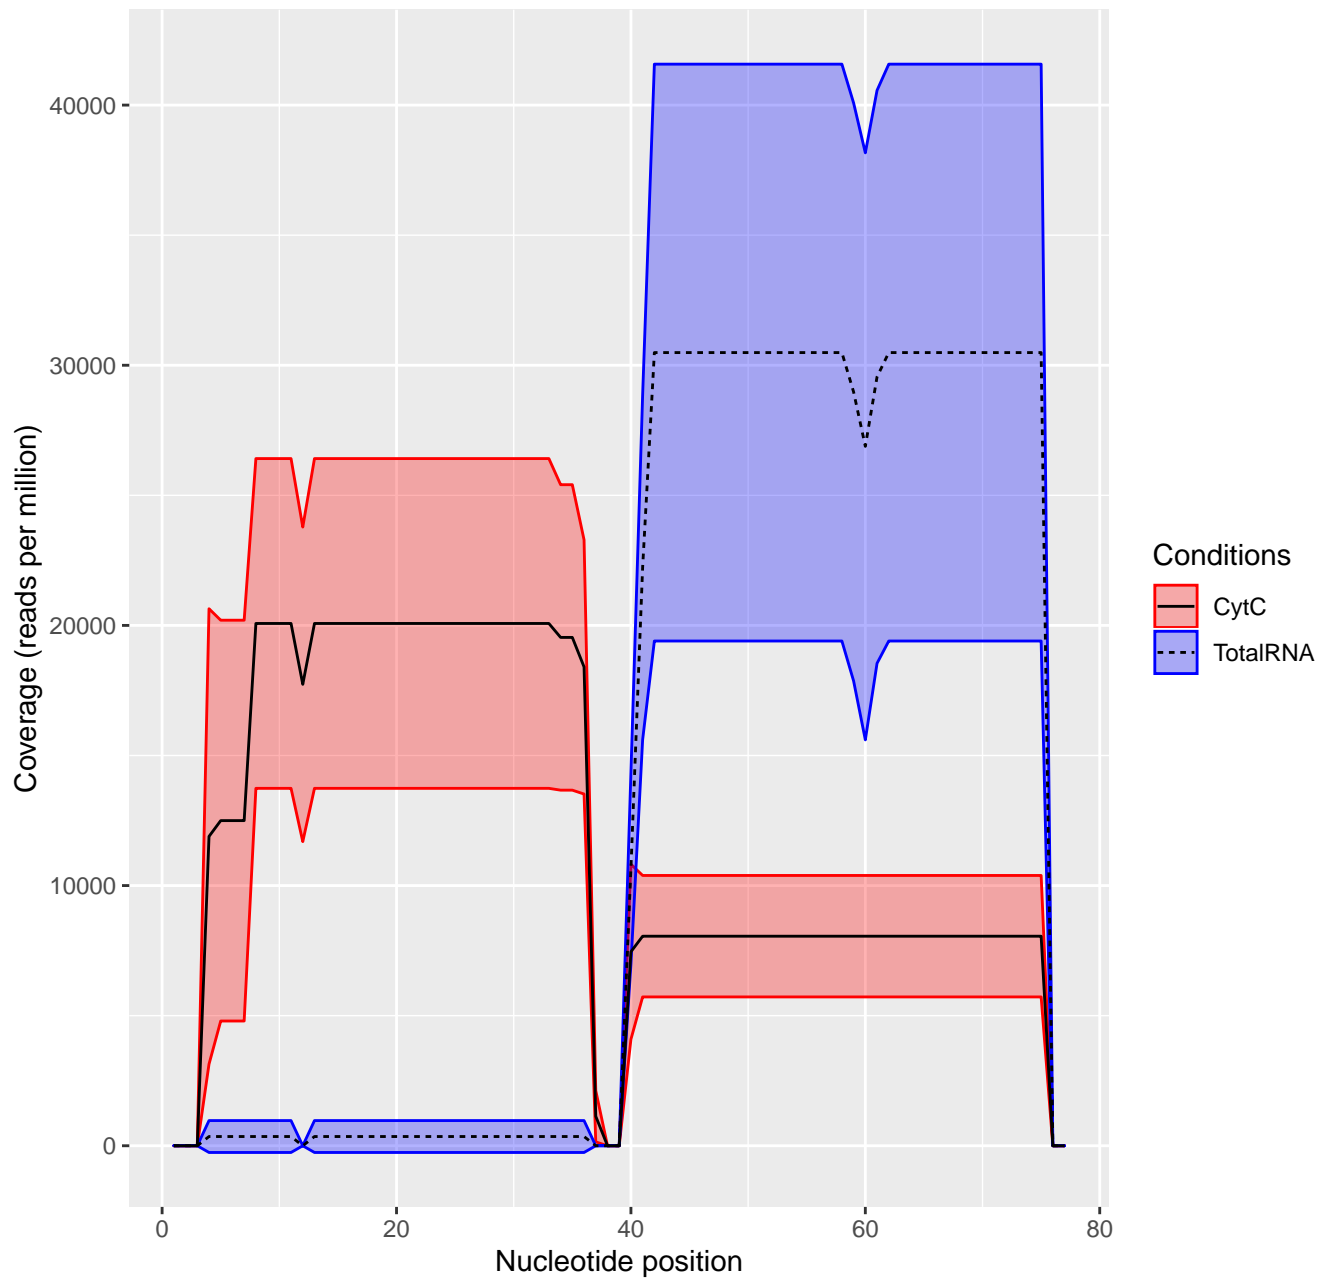 Coverage (reads per million)
40000
30000
20000
10000
0
0 20 40 60 80
Nucleotide position
Conditions
CytC
TotalRNA